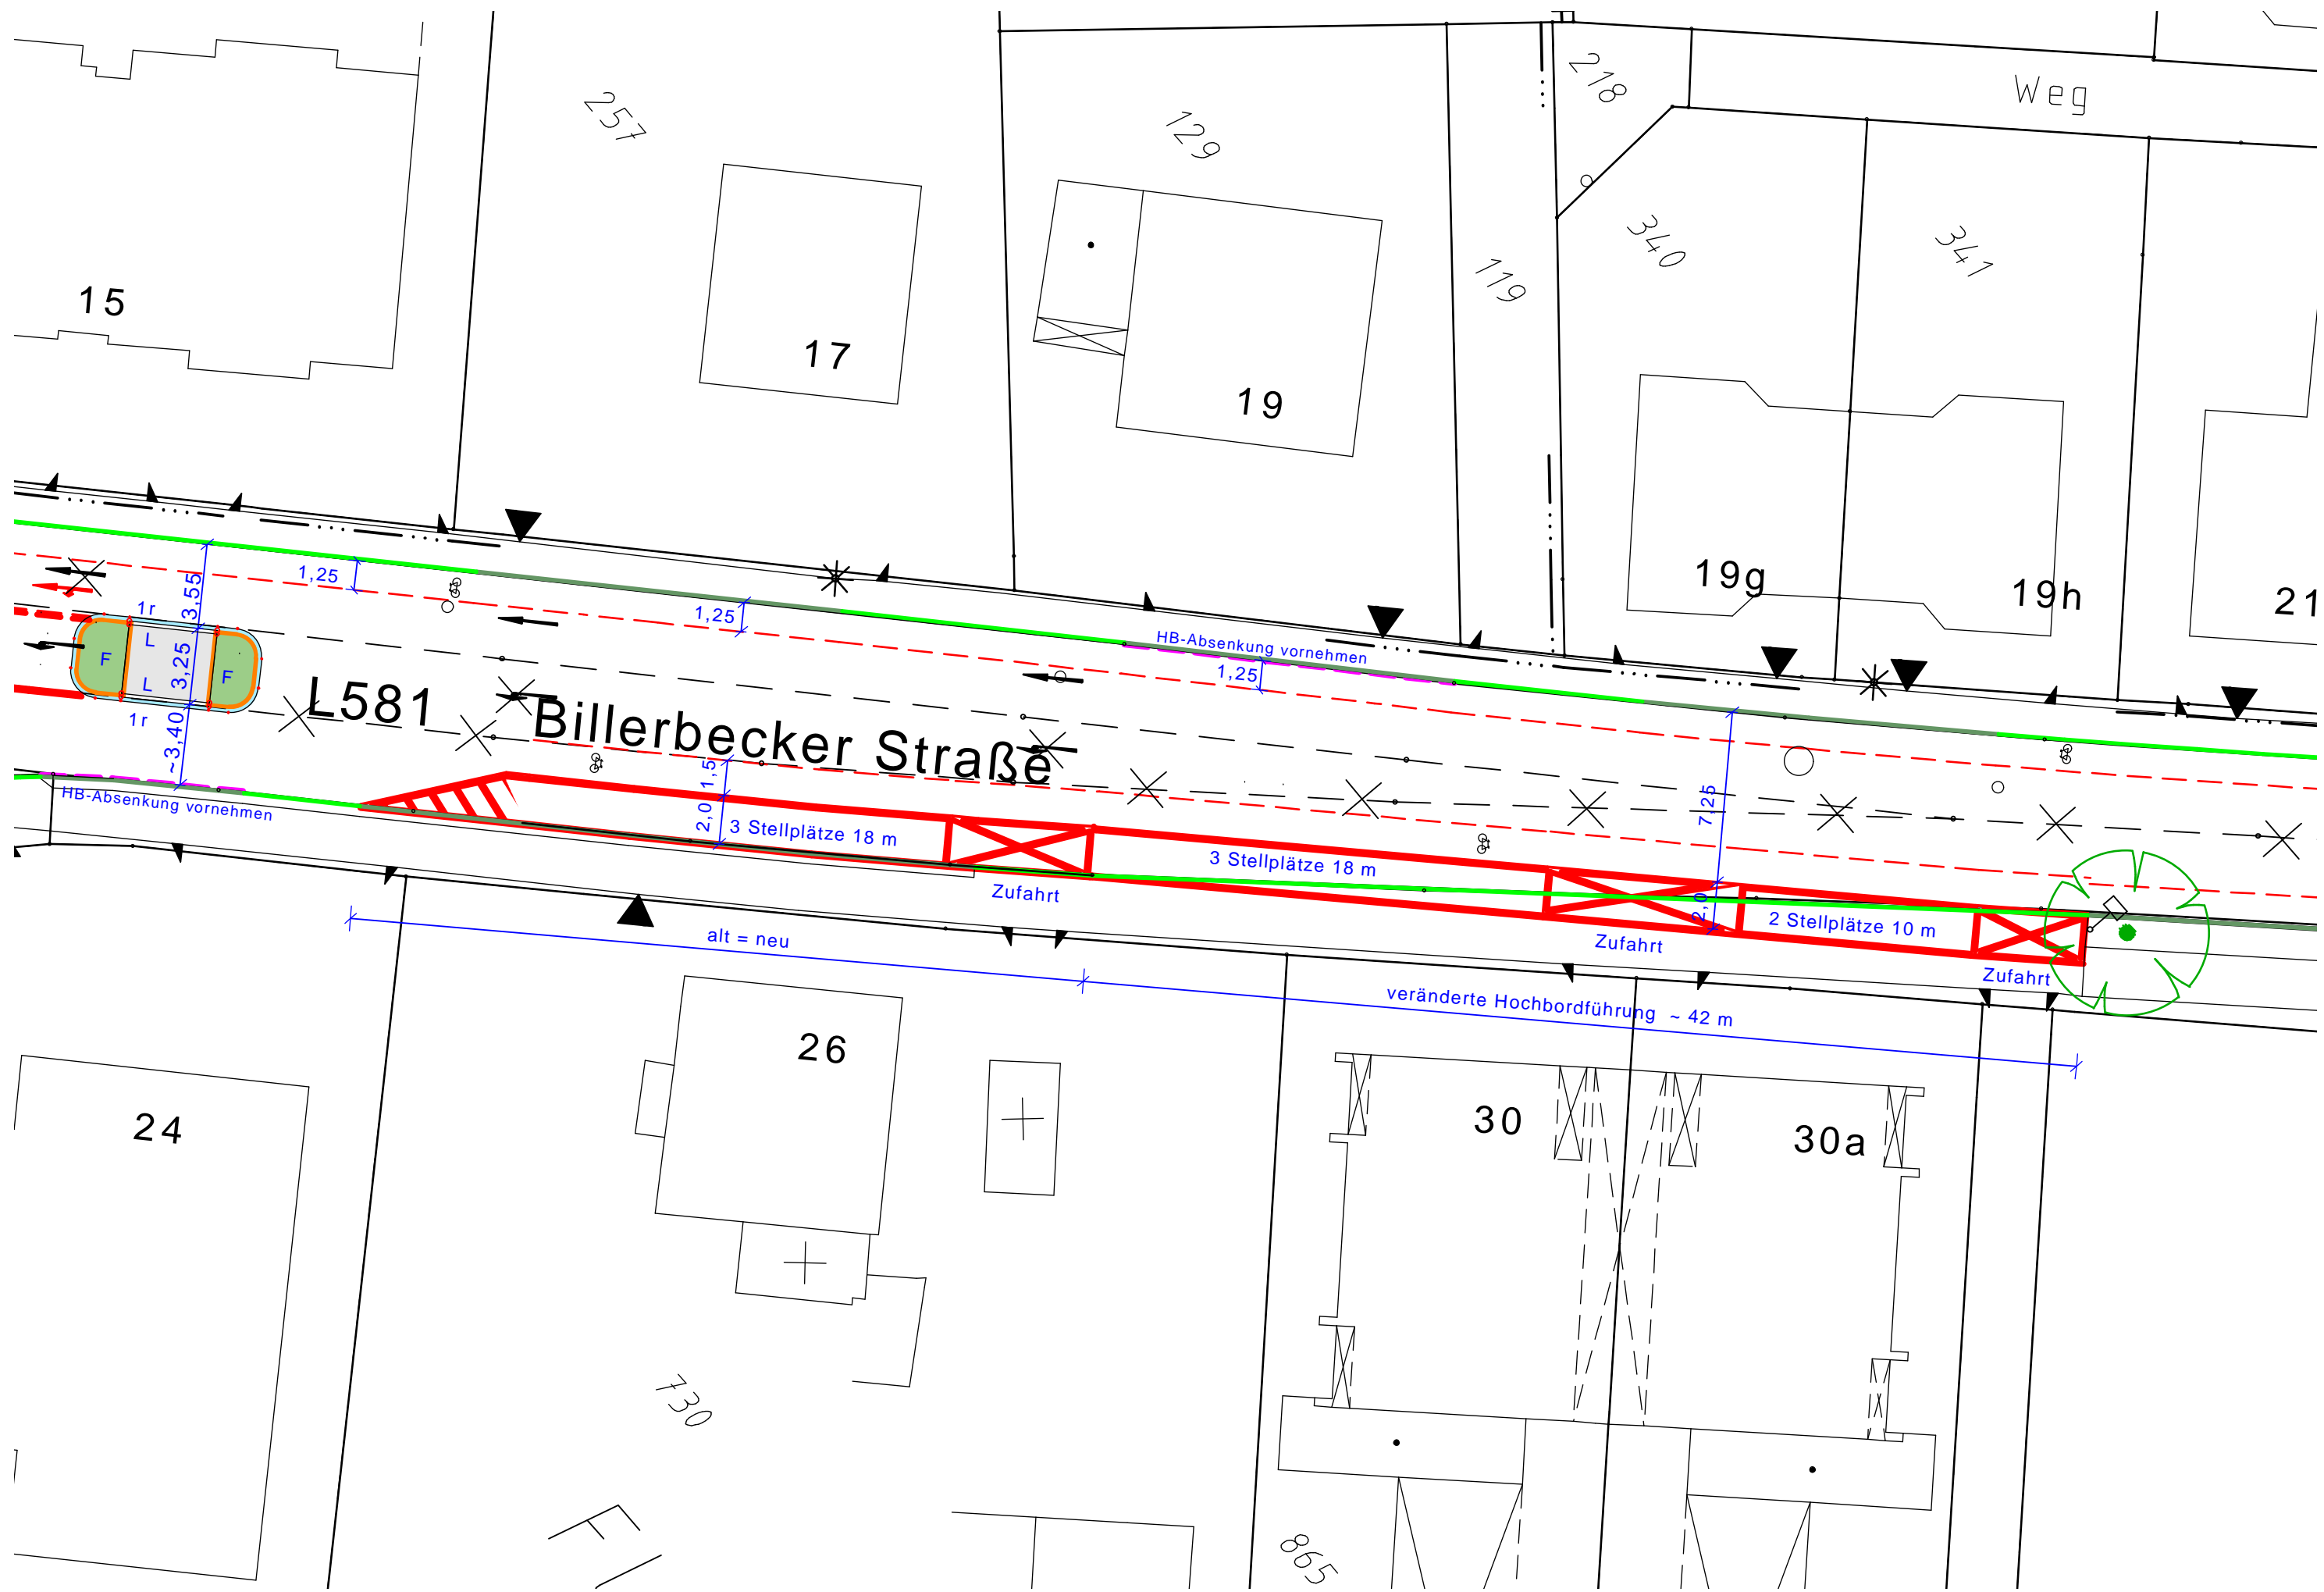 257
129
218
Weg
340
341
119
15
17
19
19g
19h
21
1,25
1,25
1,25
HB-Absenkung vornehmen
3,55
1r
L
F
3,25
F
L
1r
~3,40
L581 Billerbecker Straße
HB-Absenkung vornehmen
1,5
2,0
3 Stellplätze 18 m
3 Stellplätze 18 m
7,25
2,0
2 Stellplätze 10 m
Zufahrt
Zufahrt
Zufahrt
alt = neu
veränderte Hochbordführung ~ 42 m
24
26
30
30a
730
Fl
865